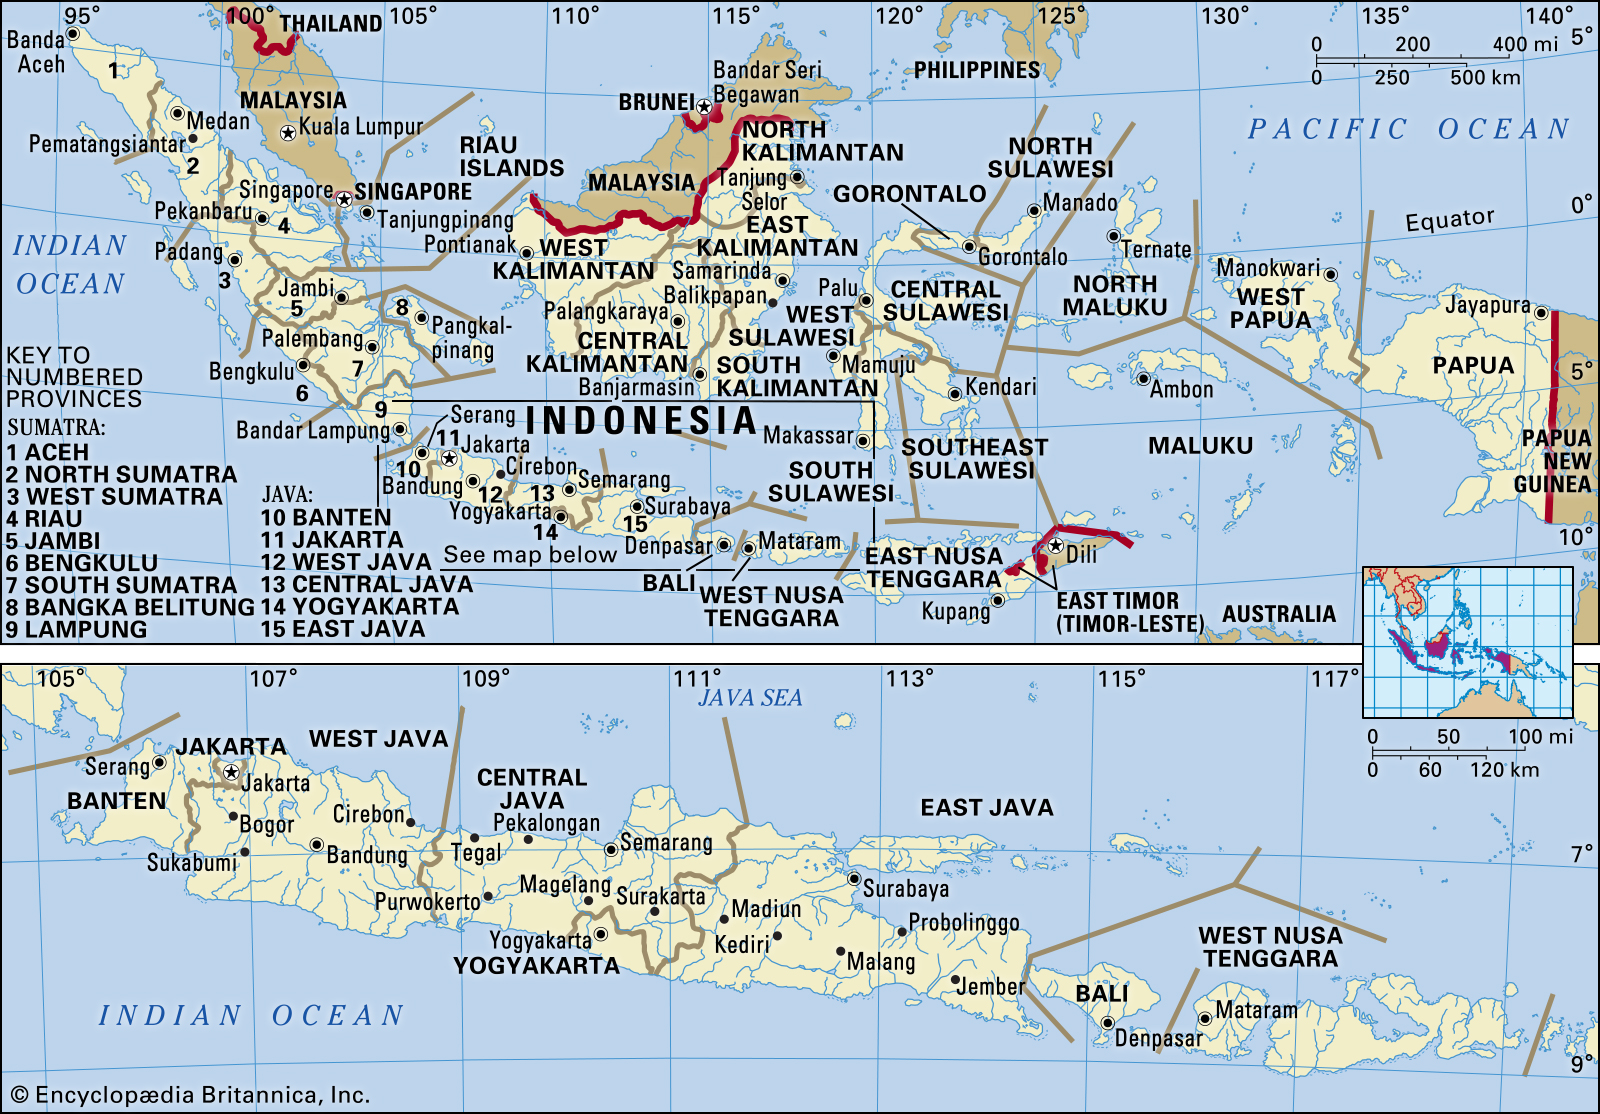 95°
100°
105°
110°
115°
120°
125°
130°
135°
140°
THAILAND
Banda
Aceh
1
5°
0 200 400 mi
0 250 500 km
PHILIPPINES
Bandar Seri
Begawan
BRUNEI
MALAYSIA
Medan
Kuala Lumpur
Pematangsiantar
2
RIAU
ISLANDS
NORTH
KALIMANTAN
PACIFIC OCEAN
NORTH
SULAWESI
MALAYSIA
Tanjung
Selor
GORONTALO
Singapore
SINGAPORE
Manado
0°
Pekanbaru
4
Tanjungpinang
Equator
EAST
KALIMANTAN
INDIAN
OCEAN
Padang
3
Pontianak
WEST
KALIMANTAN
Gorontalo
Ternate
Samarinda
Balikpapan
Manokwari
Jambi
5
8
Palu
CENTRAL
SULAWESI
NORTH
MALUKU
WEST
PAPUA
Jayapura
Palangkaraya
WEST
SULAWESI
Pangkal-
pinang
Palembang
7
CENTRAL
KALIMANTAN
Mamuju
PAPUA
5°
Bengkulu
6
SOUTH
KALIMANTAN
Banjarmasin
Kendari
Ambon
KEY TO
NUMBERED
PROVINCES
9
Serang
INDONESIA
Bandar Lampung
Makassar
11
Jakarta
SOUTHEAST
SULAWESI
MALUKU
PAPUA
NEW
GUINEA
10
Bandung
Cirebon
12
13
Semarang
SOUTH
SULAWESI
Yogyakarta
14
Surabaya
15
10°
See map below
Denpasar
Mataram
EAST NUSA
TENGGARA
Dili
BALI
WEST NUSA
TENGGARA
Kupang
EAST TIMOR
(TIMOR-LESTE)
AUSTRALIA
SUMATRA:
1 ACEH
2 NORTH SUMATRA
3 WEST SUMATRA
4 RIAU
5 JAMBI
6 BENGKULU
7 SOUTH SUMATRA
8 BANGKA BELITUNG
9 LAMPUNG
JAVA:
10 BANTEN
11 JAKARTA
12 WEST JAVA
13 CENTRAL JAVA
14 YOGYAKARTA
15 EAST JAVA
105°
107°
109°
111°
113°
115°
117°
JAVA SEA
0 50 100 mi
0 60 120 km
JAKARTA
WEST JAVA
Serang
Jakarta
BANTEN
CENTRAL
JAVA
EAST JAVA
Bogor
Cirebon
Pekalongan
Sukabumi
Bandung
Tegal
Semarang
7°
Magelang
Surakarta
Surabaya
Purwokerto
Madiun
Probolinggo
Yogyakarta
YOGYAKARTA
Kediri
Malang
WEST NUSA
TENGGARA
Jember
BALI
Mataram
INDIAN OCEAN
Denpasar
9°
© Encyclopædia Britannica, Inc.